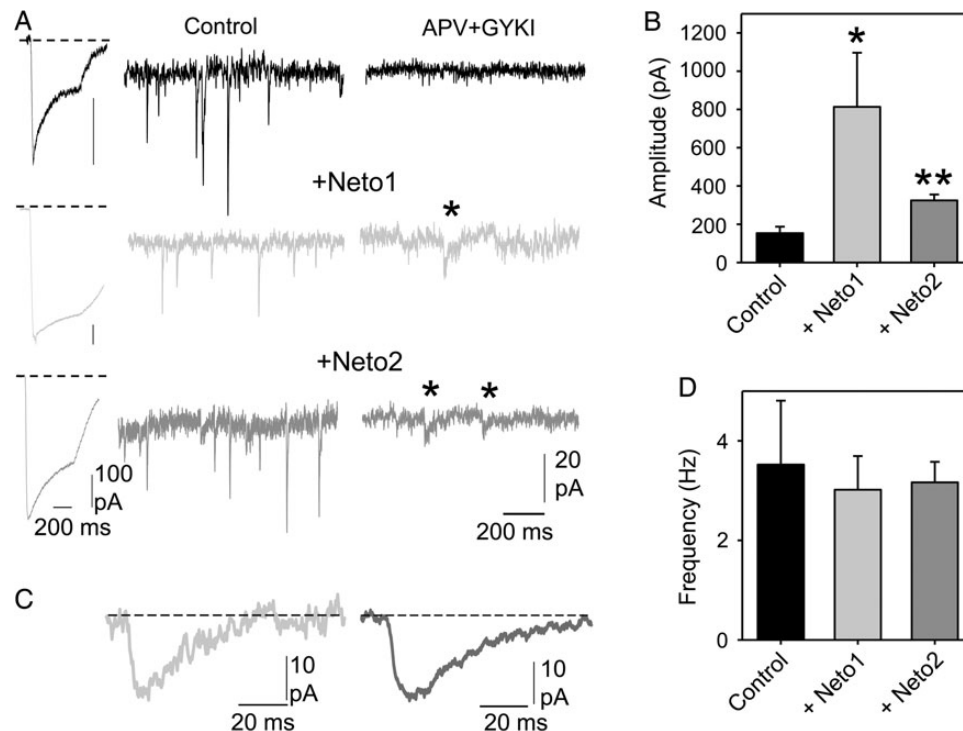 A
Control
APV+GYKI
+Neto1
*
+Neto2
*
*
100
pA
200 ms
20
pA
200 ms
C
10
pA
20 ms
10
pA
20 ms
B
Amplitude (pA)
1200
1000
800
600
400
200
0
*
**
Control
+ Neto1
+ Neto2
D
Frequency (Hz)
4
2
0
Control
+ Neto1
+ Neto2